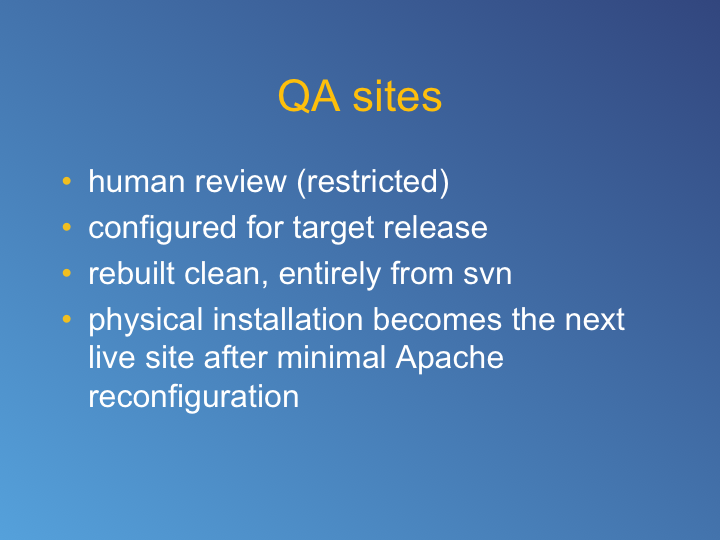 QA sites
• human review (restricted)
• configured for target release
• rebuilt clean, entirely from svn
• physical installation becomes the next
live site after minimal Apache
reconfiguration